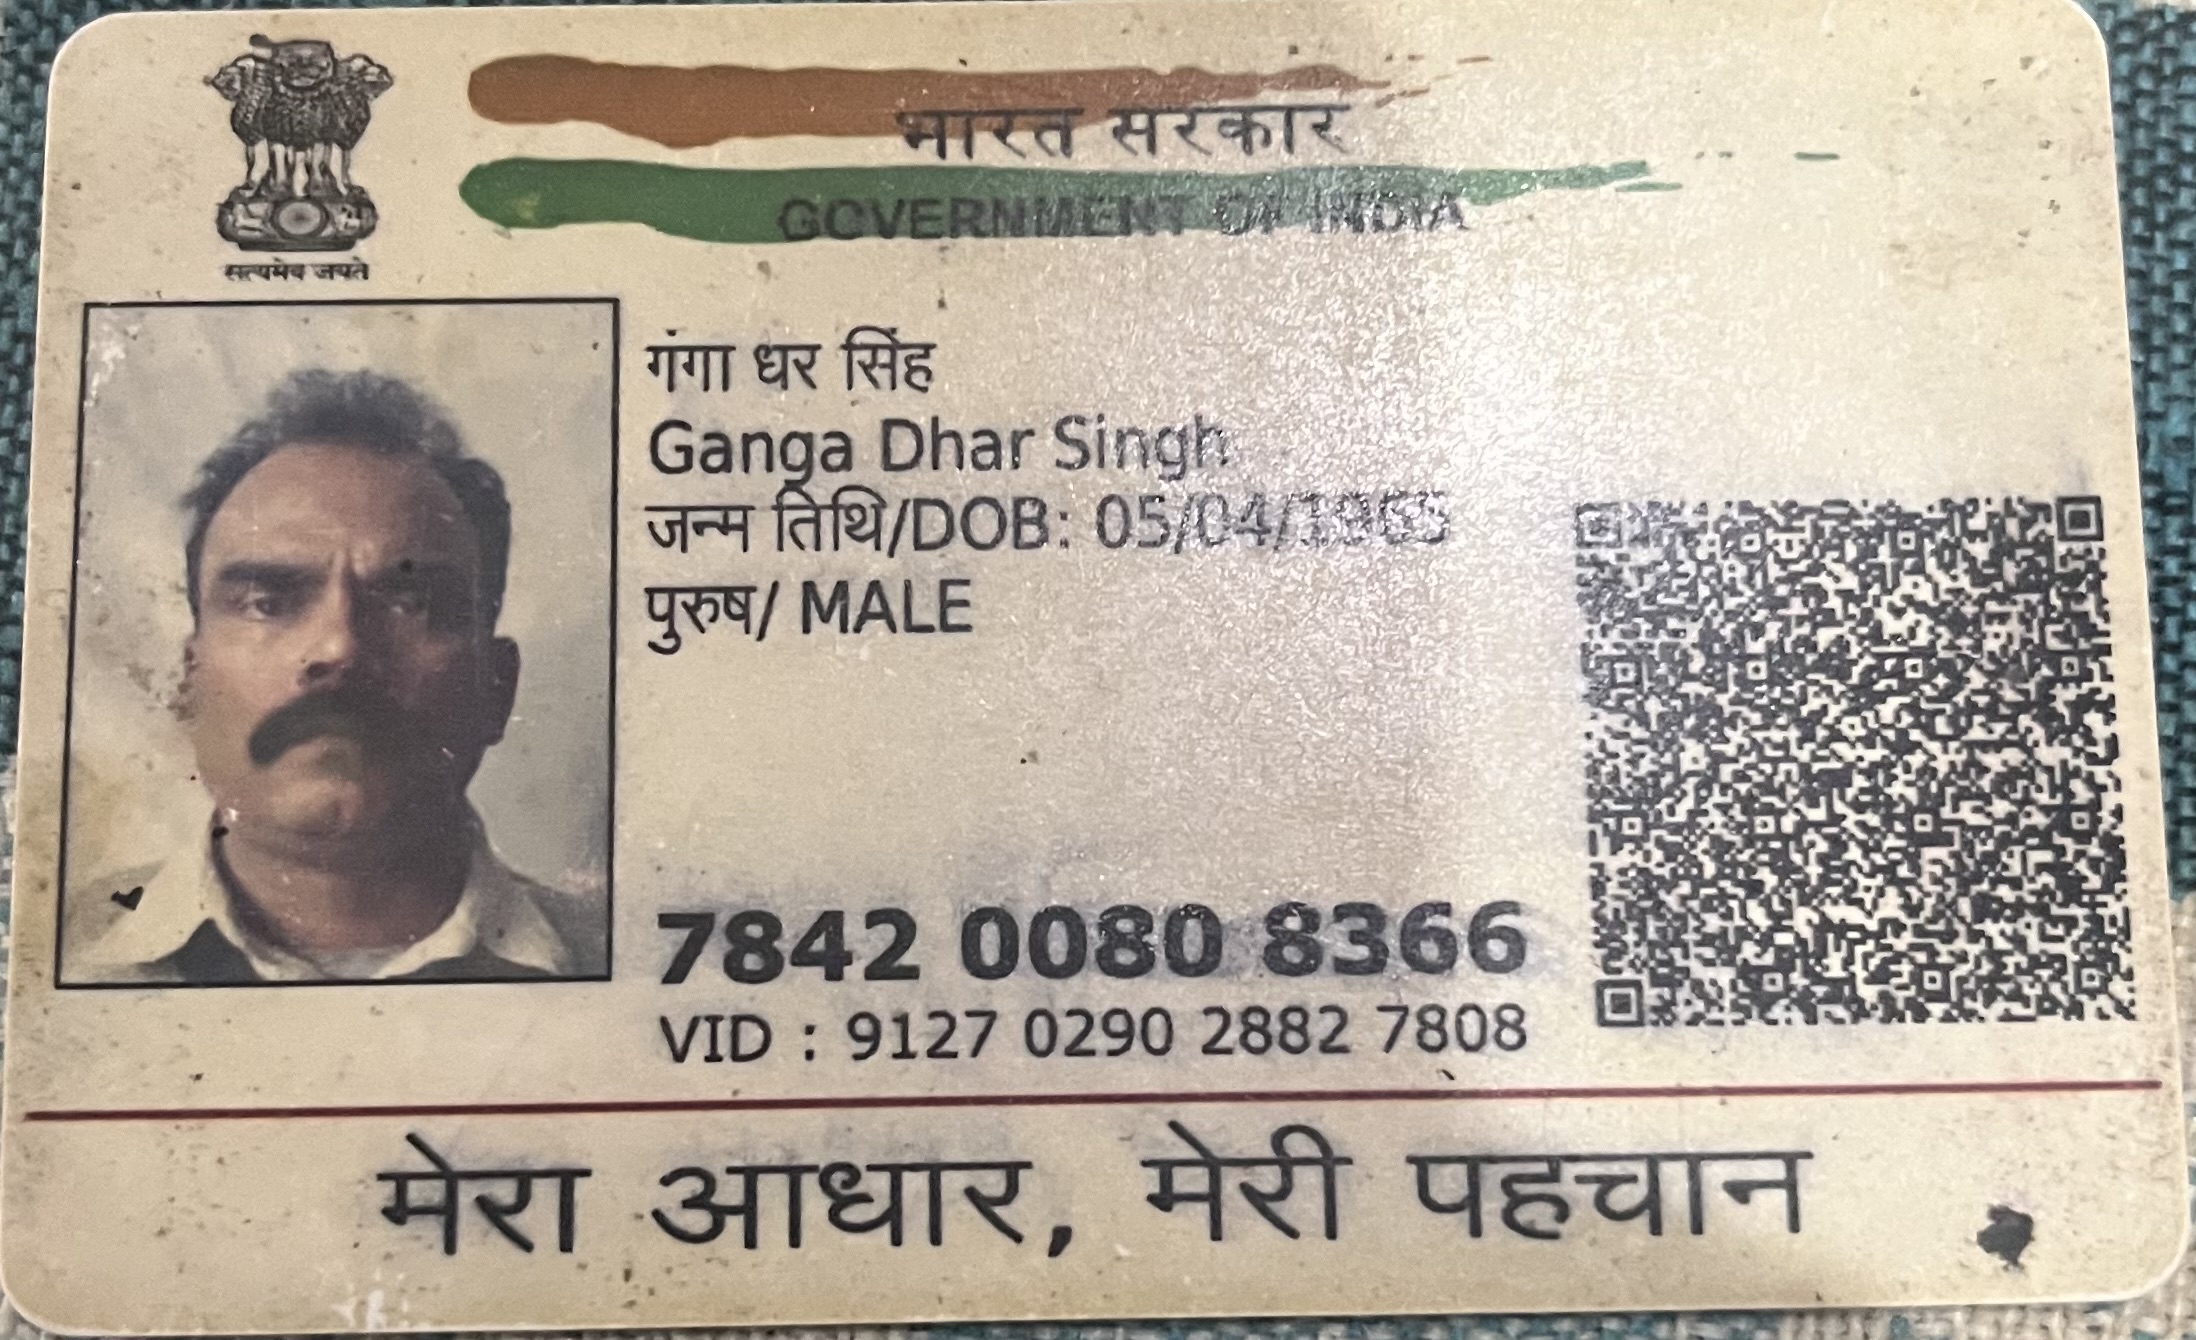 सत्यमेव जयते
भारत सरकार
GOVERNMENT OF INDIA
गंगा धर सिंह
Ganga Dhar Singh
जन्म तिथि/DOB: 05/04/1965
पुरुष/ MALE
7842 0080 8366
VID : 9127 0290 2882 7808
मेरा आधार, मेरी पहचान